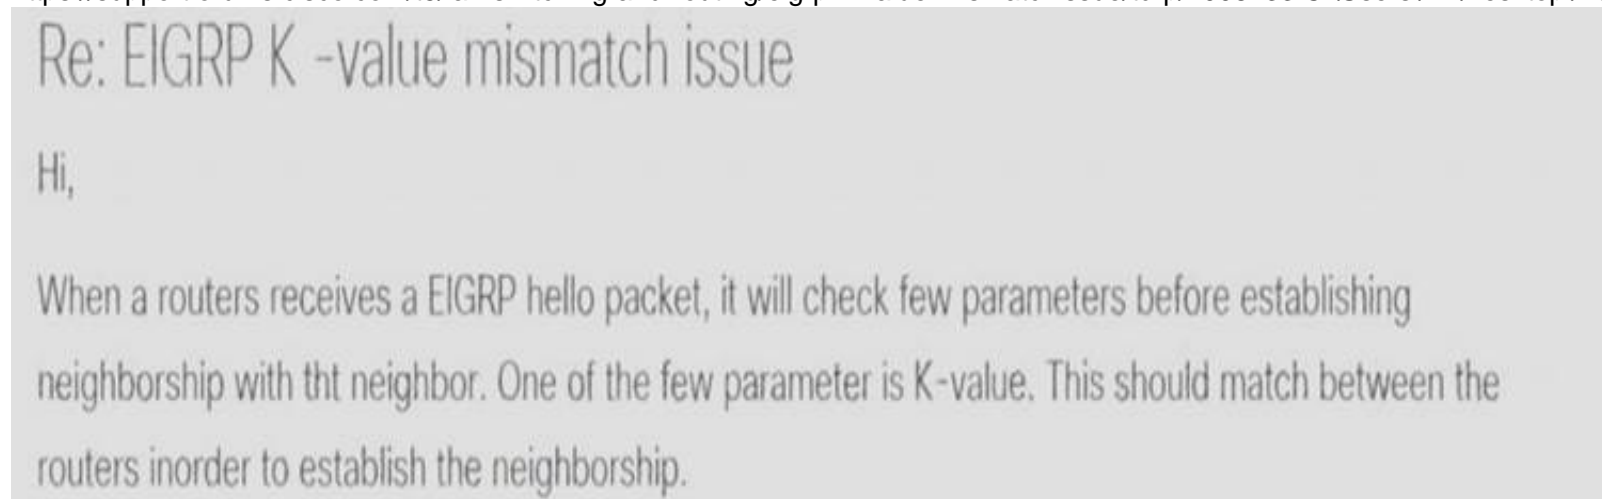 Re: EIGRP K -value mismatch issue
Hi,
When a routers receives a EIGRP hello packet, it will check few parameters before establishing
neighborship with tht neighbor. One of the few parameter is K-value. This should match between the
routers inorder to establish the neighborship.